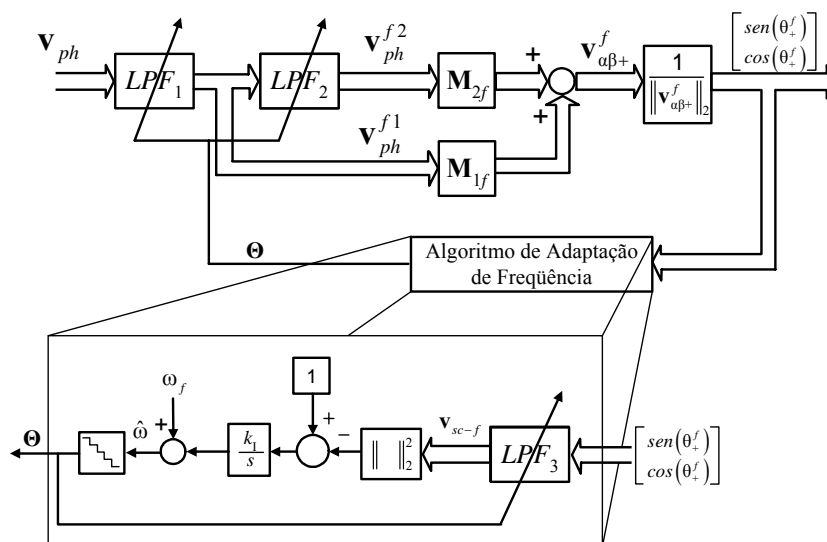 v_ph
LPF_1
LPF_2
v_ph^f2
M_2f
+
v_αβ+^f
1
‖v_αβ+^f‖_2
sen(θ_+^f)
cos(θ_+^f)
v_ph^f1
+
M_1f
Θ
Algoritmo de Adaptação
de Freqüência
ω_f
1
Θ
ω̂
+
k_I
s
+
−
‖ ‖_2^2
v_sc−f
LPF_3
sen(θ_+^f)
cos(θ_+^f)